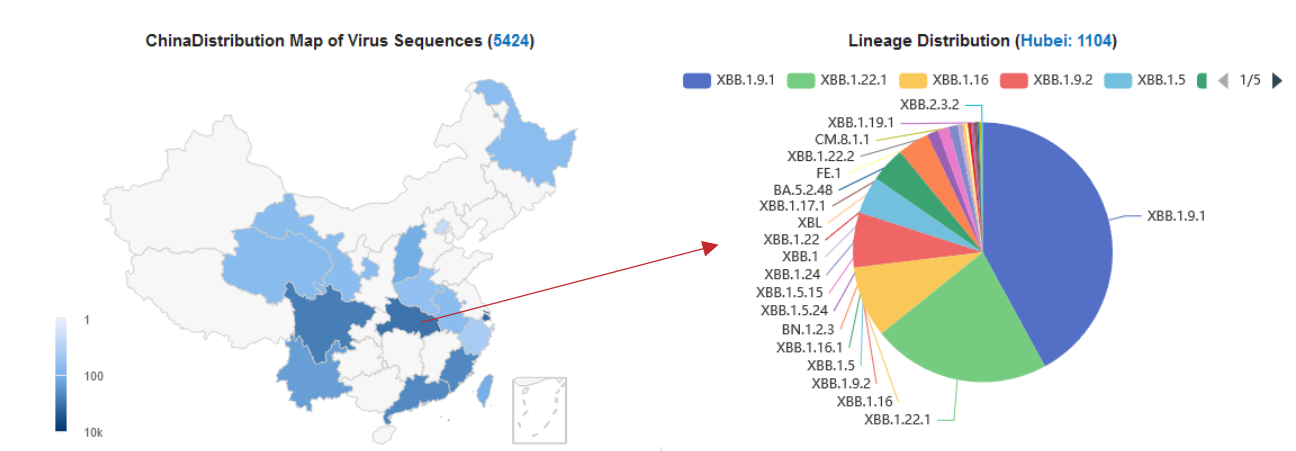 ChinaDistribution Map of Virus Sequences (5424)
1
100
10k
Lineage Distribution (Hubei: 1104)
XBB.1.9.1 XBB.1.22.1 XBB.1.16 XBB.1.9.2 XBB.1.5 1/5
XBB.2.3.2
XBB.1.19.1
CM.8.1.1
XBB.1.22.2
FE.1
BA.5.2.48
XBB.1.17.1
XBL
XBB.1.22
XBB.1
XBB.1.24
XBB.1.5.15
XBB.1.5.24
BN.1.2.3
XBB.1.16.1
XBB.1.5
XBB.1.9.2
XBB.1.16
XBB.1.22.1
XBB.1.9.1